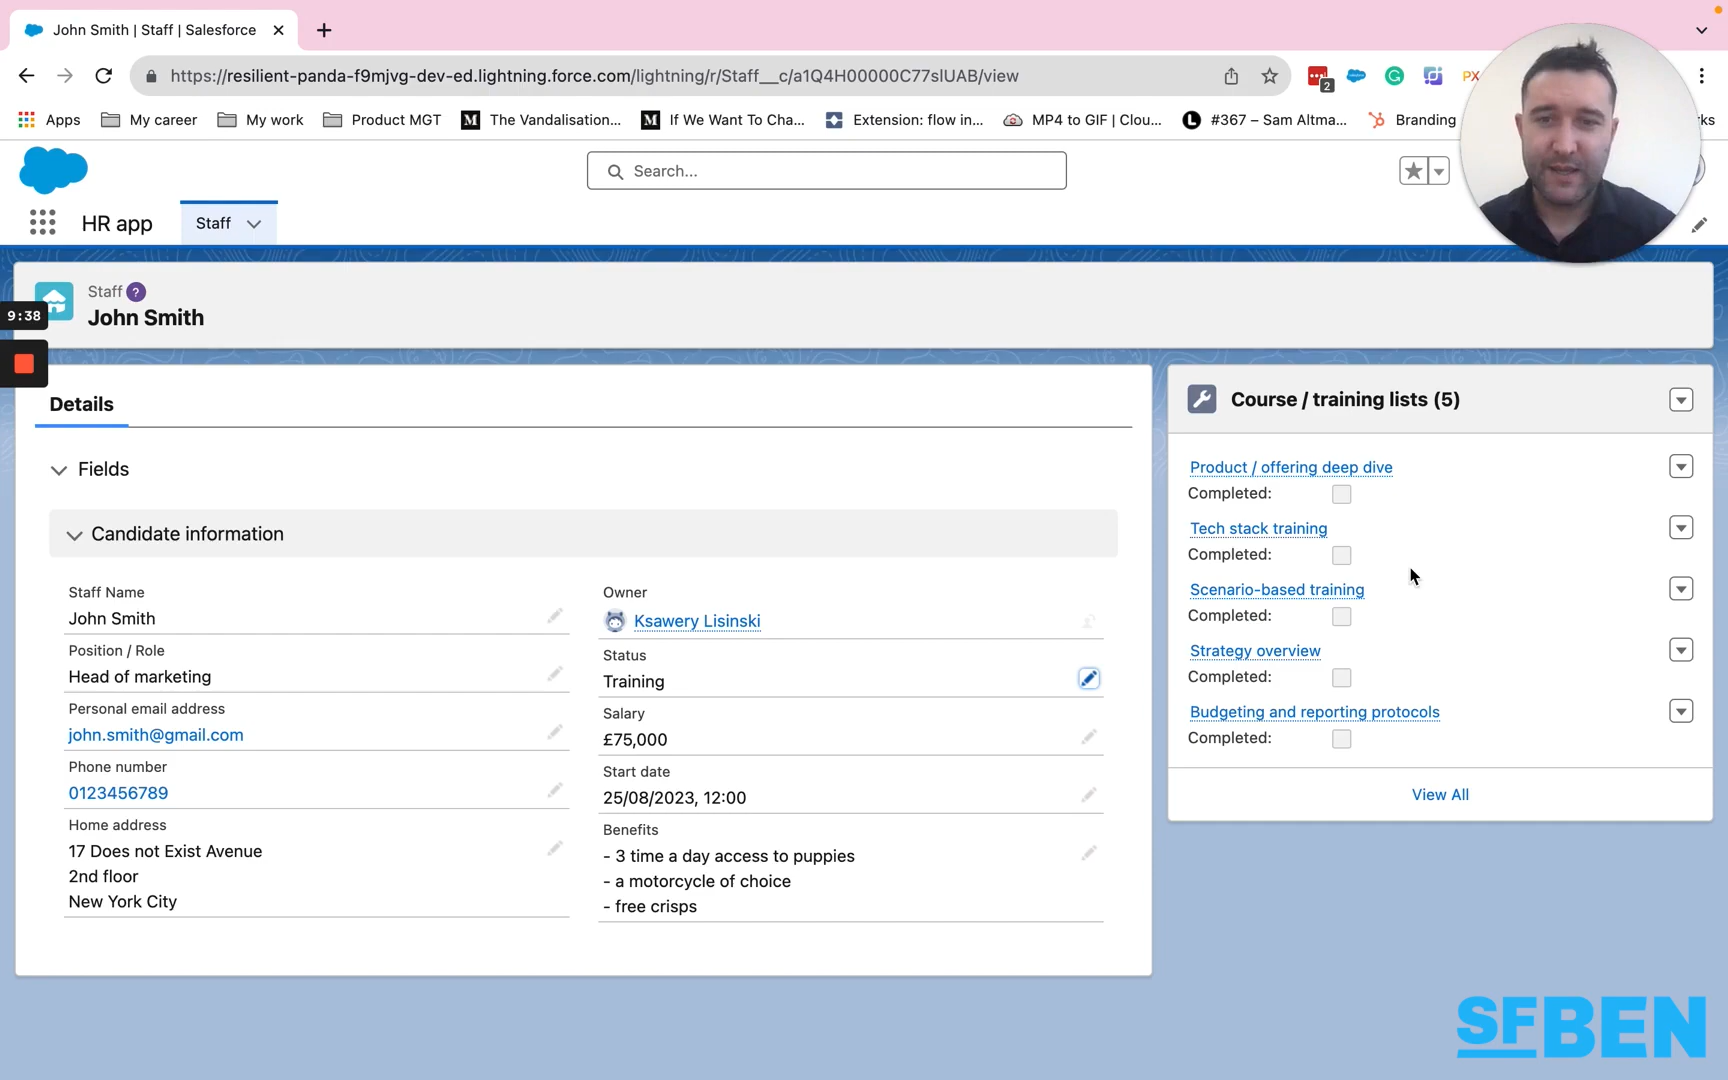 John Smith | Staff | Salesforce
https://resilient-panda-f9mjvg-dev-ed.lightning.force.com/lightning/r/Staff__c/a1Q4H00000C77slUAB/view
2
PX
Apps
My career
My work
Product MGT
The Vandalisation...
If We Want To Cha...
Extension: flow in...
MP4 to GIF | Clou...
L
#367 – Sam Altma...
Branding
rks
Search...
HR app
Staff
Staff ?
John Smith
9:38
Details
Fields
Candidate information
Staff Name
John Smith
Position / Role
Head of marketing
Personal email address
john.smith@gmail.com
Phone number
0123456789
Home address
17 Does not Exist Avenue
2nd floor
New York City
Owner
Ksawery Lisinski
Status
Training
Salary
£75,000
Start date
25/08/2023, 12:00
Benefits
- 3 time a day access to puppies
- a motorcycle of choice
- free crisps
Course / training lists (5)
Product / offering deep dive
Completed:
Tech stack training
Completed:
Scenario-based training
Completed:
Strategy overview
Completed:
Budgeting and reporting protocols
Completed:
View All
SFBEN